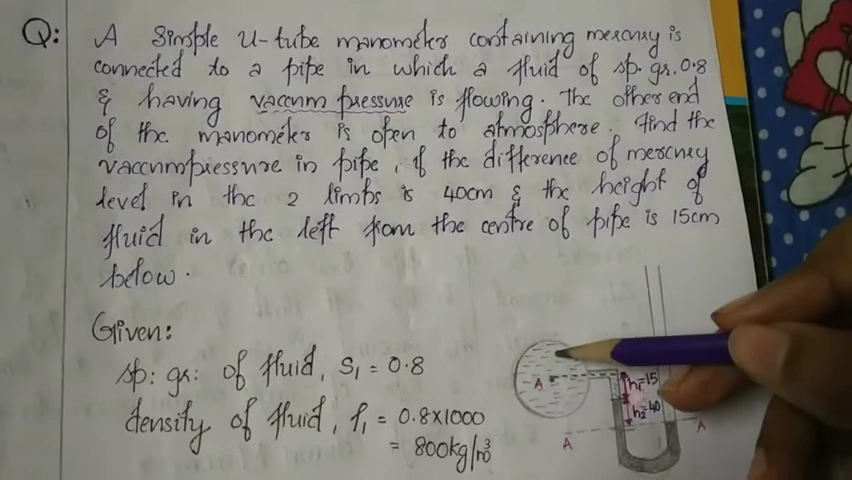 Q: A Simple U-tube manometer containing mercury is
connected to a pipe in which a fluid of sp. gr. 0.8
& having vaccum pressure is flowing. The other end
of the manometer is open to atmosphere. Find the
vaccumpressure in pipe, if the difference of mercury
level in the 2 limbs is 40cm & the height of
fluid in the left from the centre of pipe is 15cm
below.
Given:
sp: gr: of fluid, S₁ = 0.8
density of fluid, ρ₁ = 0.8x1000
= 800kg/m³
A
h₁=15
h₂=40
A
A